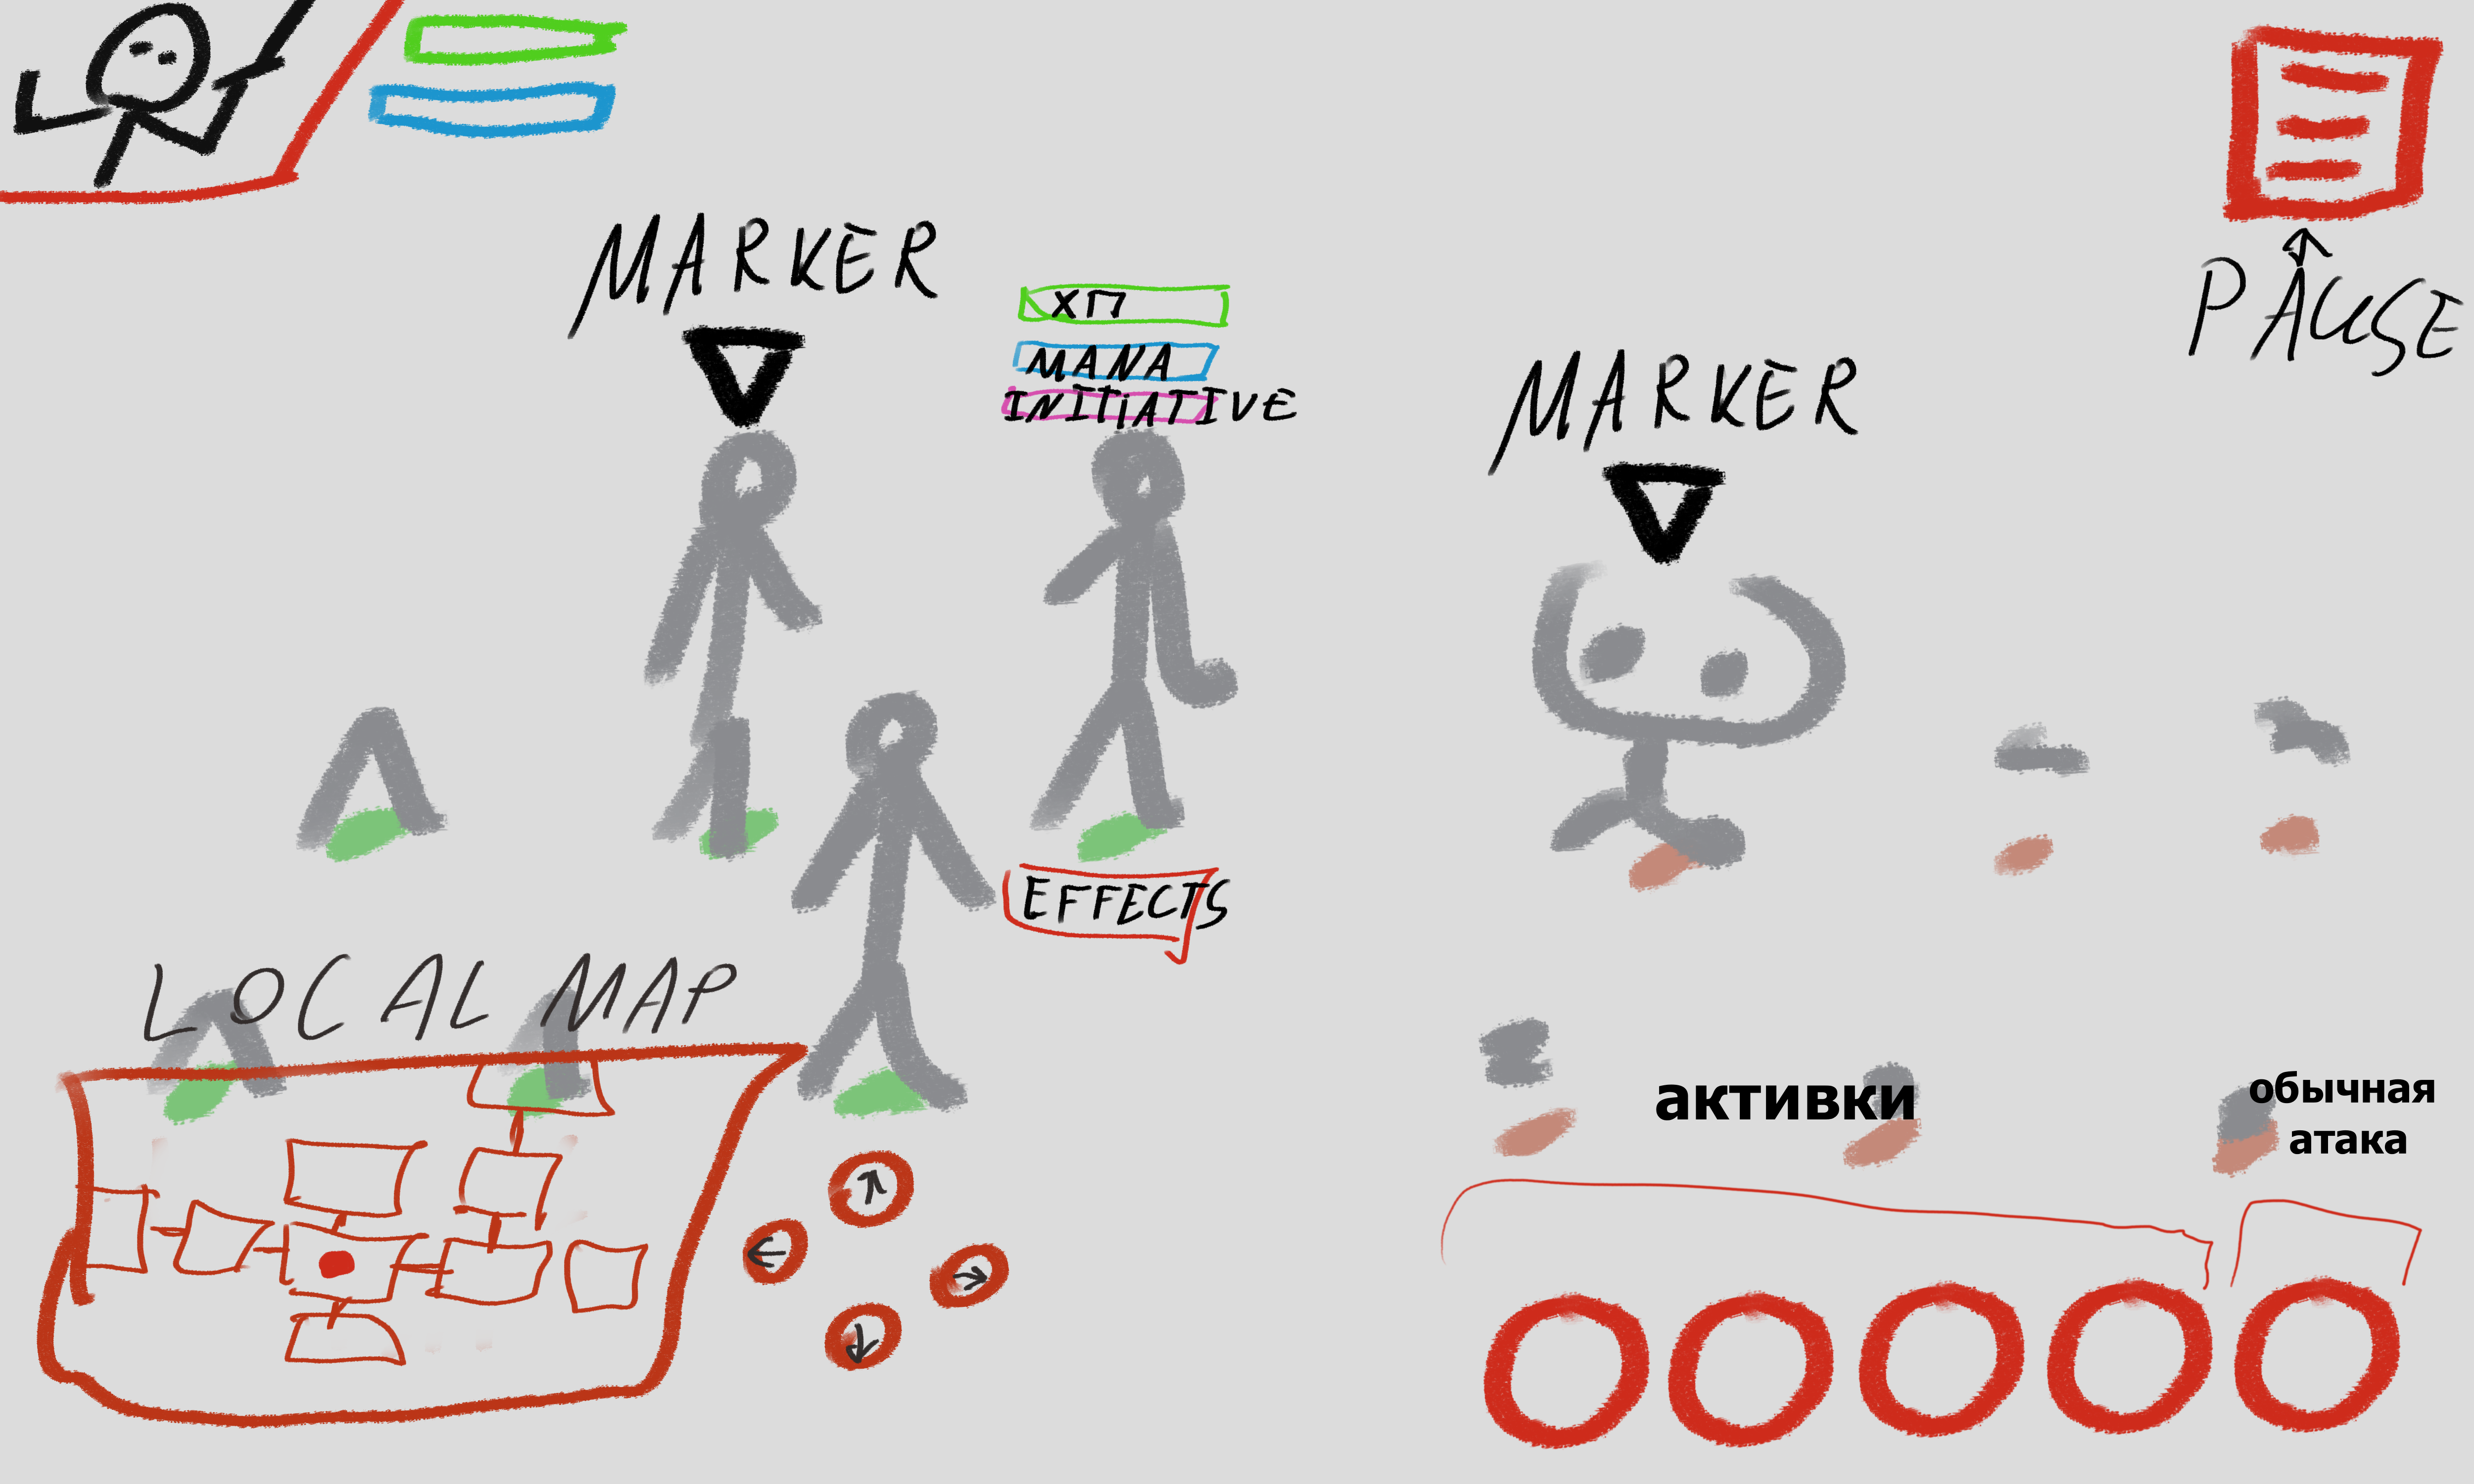 MARKER
PAUSE
ХП
MANA
INITIATIVE
MARKER
EFFECTS
LOCAL MAP
активки
обычная
атака